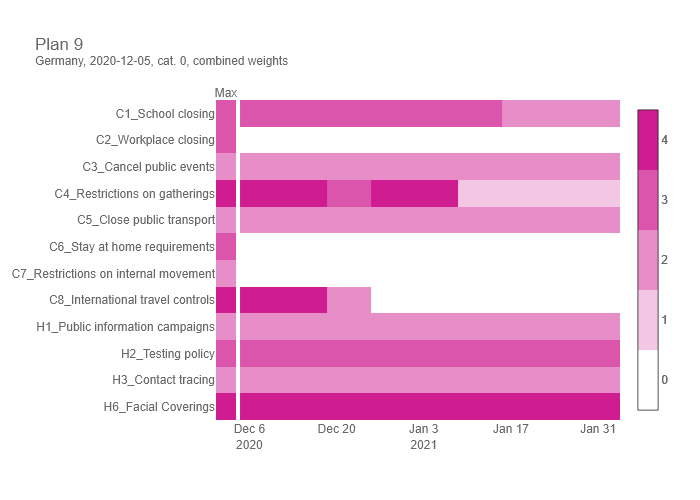 Plan 9
Germany, 2020-12-05, cat. 0, combined weights
Max
C1_School closing
C2_Workplace closing
C3_Cancel public events
C4_Restrictions on gatherings
C5_Close public transport
C6_Stay at home requirements
C7_Restrictions on internal movement
C8_International travel controls
H1_Public information campaigns
H2_Testing policy
H3_Contact tracing
H6_Facial Coverings
4
3
2
1
0
Dec 6 Dec 20 Jan 3 Jan 17 Jan 31
2020 2021